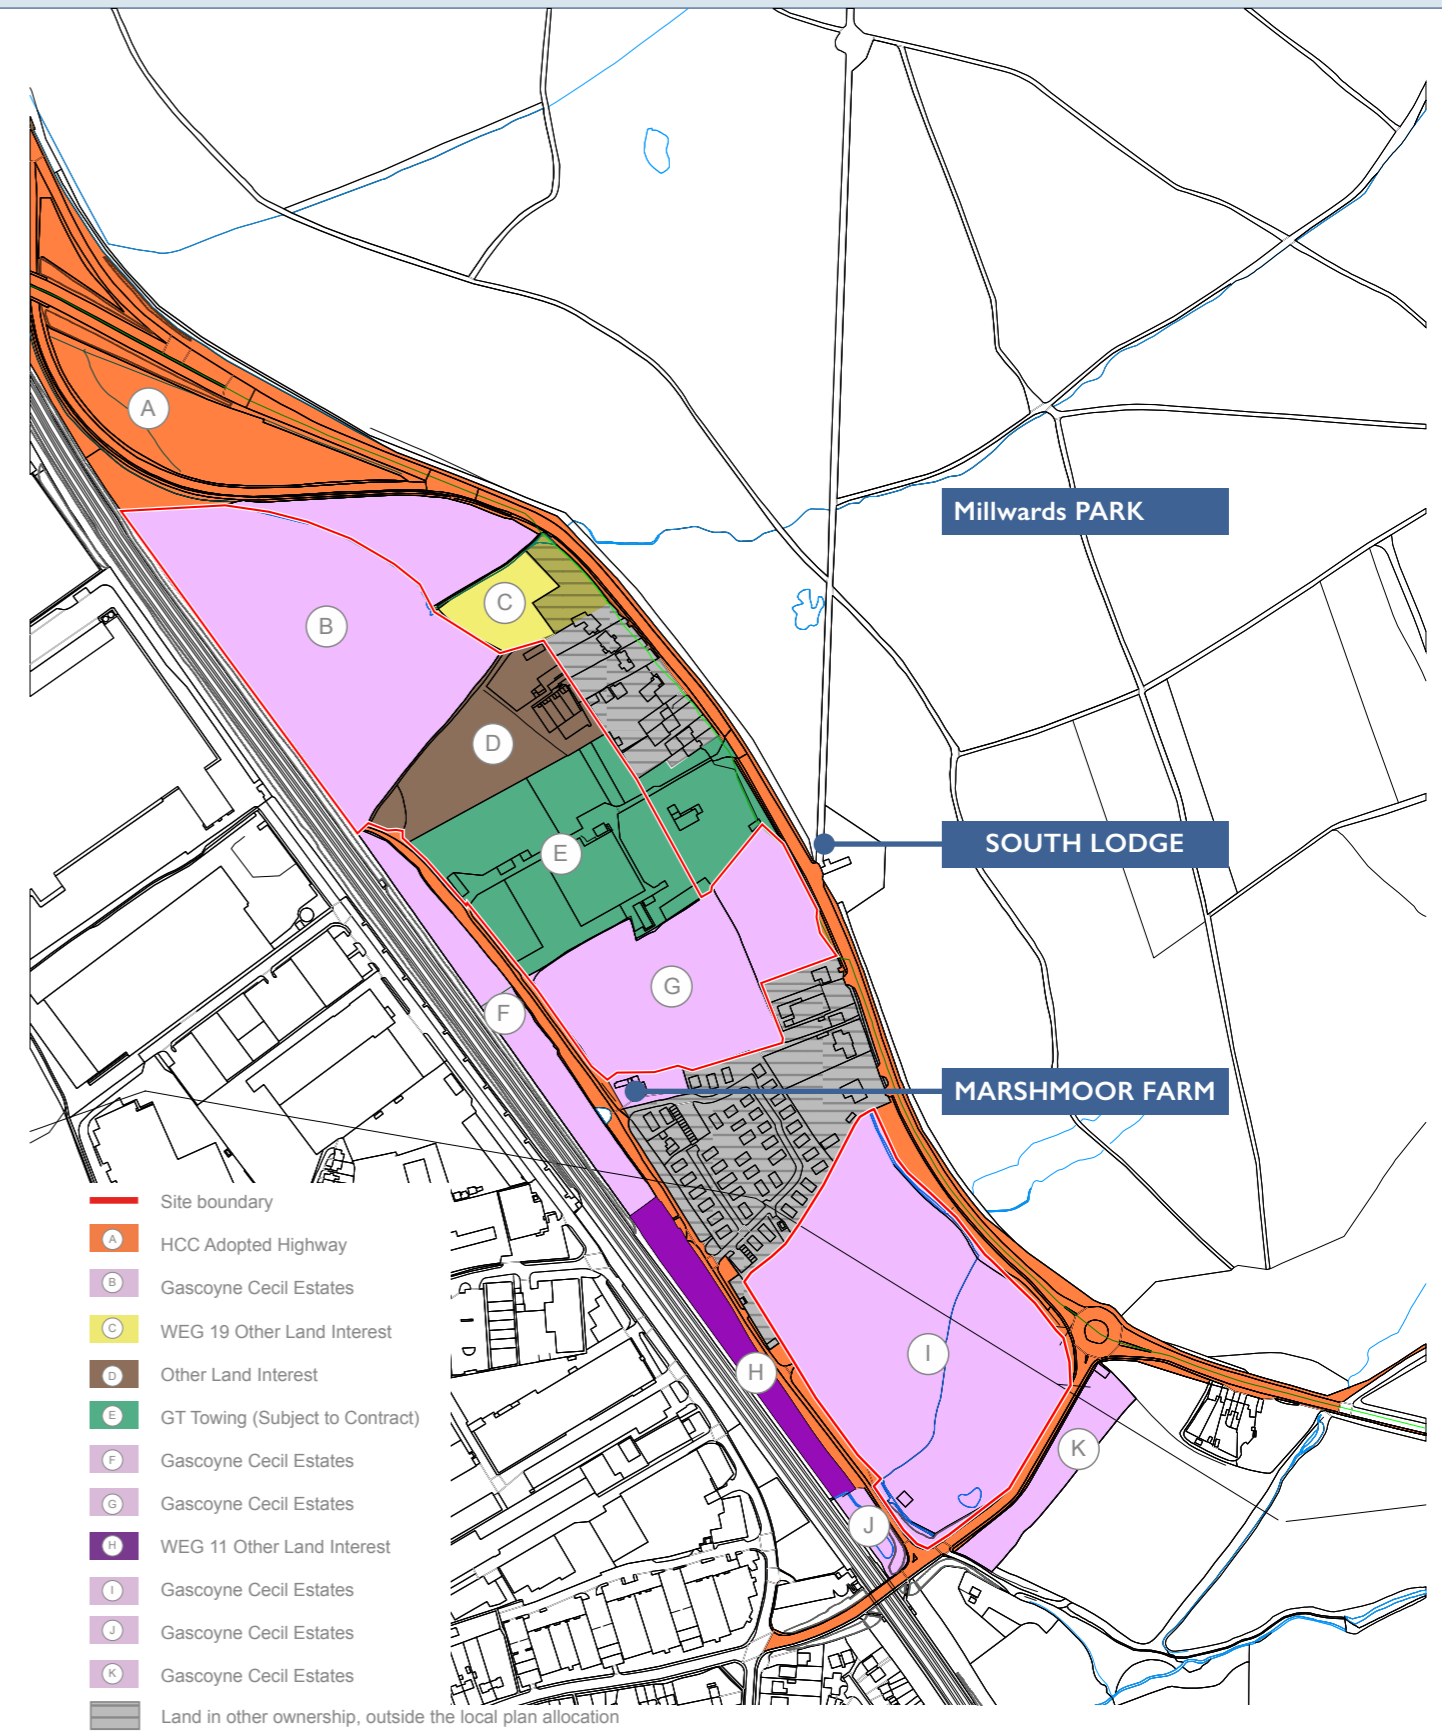 A
Millwards PARK
C
B
D
SOUTH LODGE
E
G
F
MARSHMOOR FARM
I
H
K
J
Site boundary
A HCC Adopted Highway
B Gascoyne Cecil Estates
C WEG 19 Other Land Interest
D Other Land Interest
E GT Towing (Subject to Contract)
F Gascoyne Cecil Estates
G Gascoyne Cecil Estates
H WEG 11 Other Land Interest
I Gascoyne Cecil Estates
J Gascoyne Cecil Estates
K Gascoyne Cecil Estates
Land in other ownership, outside the local plan allocation